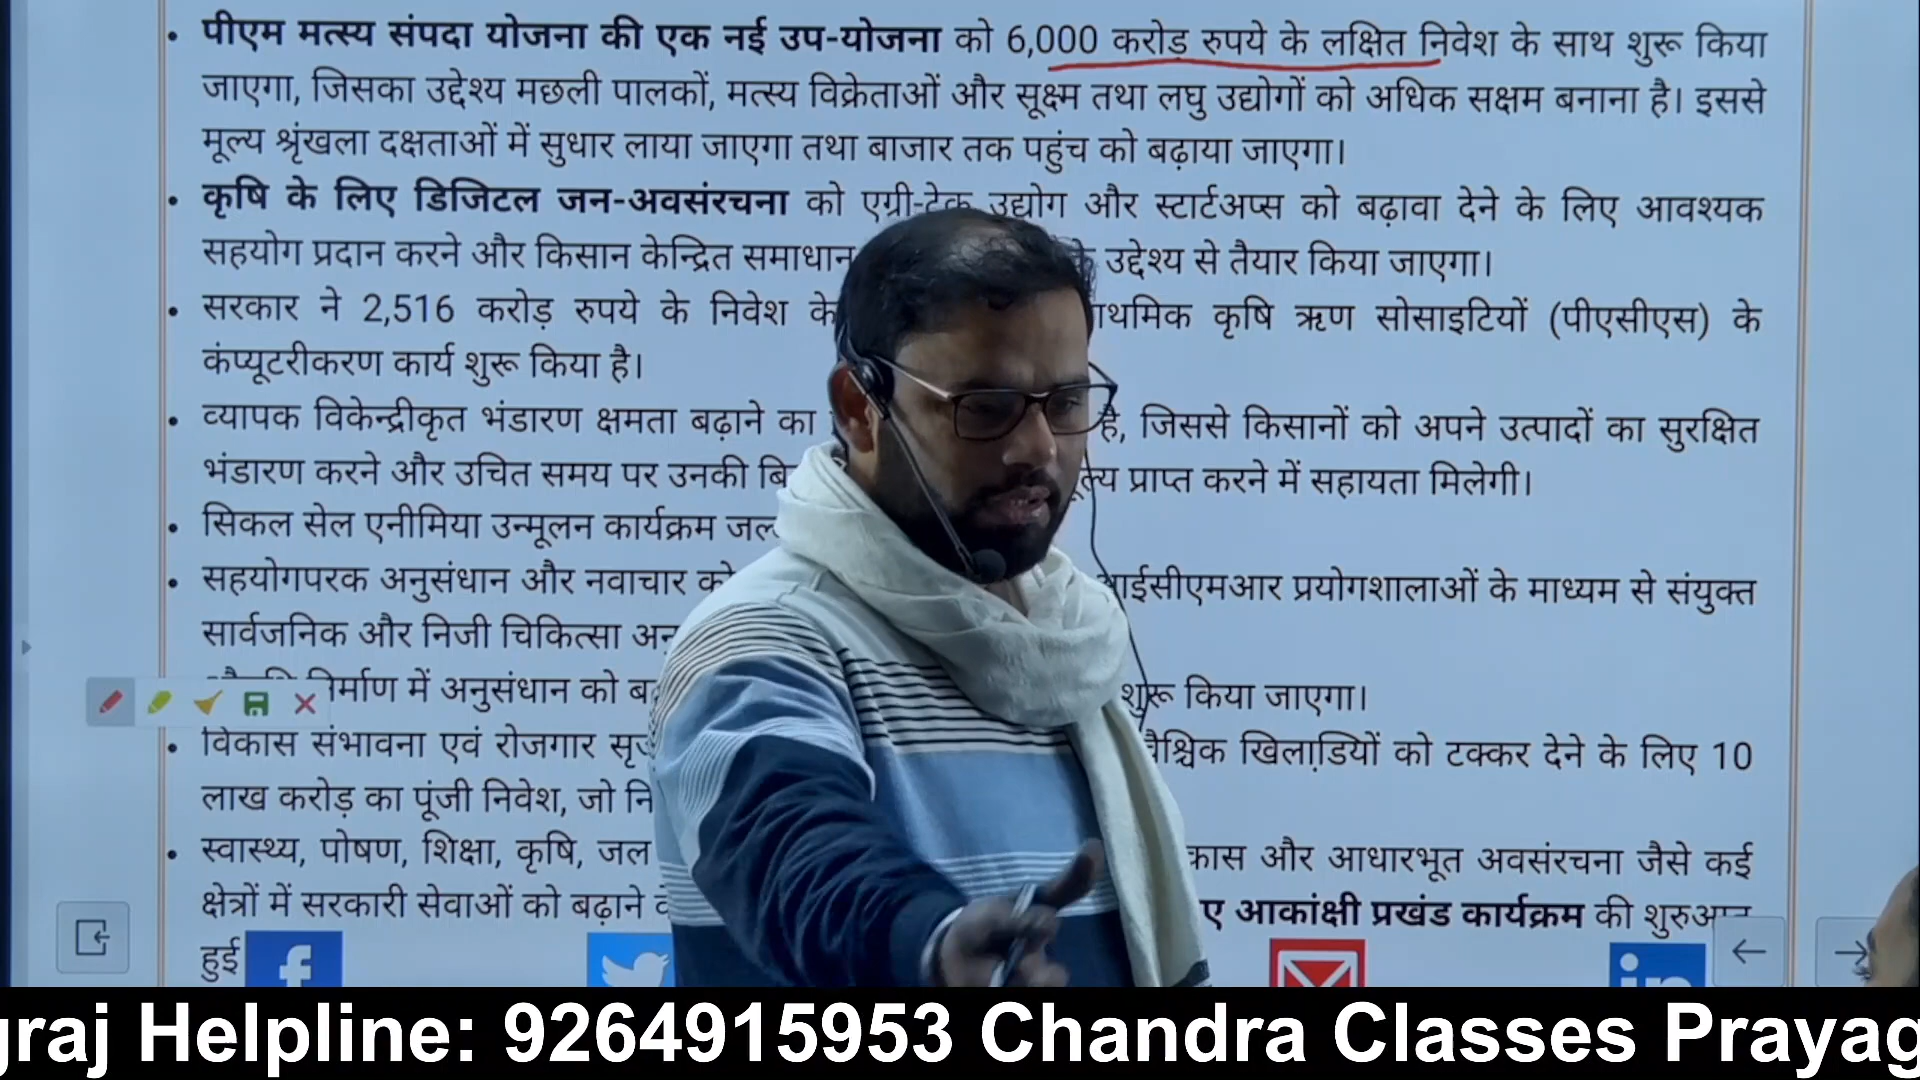 • पीएम मत्स्य संपदा योजना की एक नई उप-योजना को 6,000 करोड़ रुपये के लक्षित निवेश के साथ शुरू किया
जाएगा, जिसका उद्देश्य मछली पालकों, मत्स्य विक्रेताओं और सूक्ष्म तथा लघु उद्योगों को अधिक सक्षम बनाना है। इससे
मूल्य श्रृंखला दक्षताओं में सुधार लाया जाएगा तथा बाजार तक पहुंच को बढ़ाया जाएगा।
• कृषि के लिए डिजिटल जन-अवसंरचना को एग्री-टेक उद्योग और स्टार्टअप्स को बढ़ावा देने के लिए आवश्यक
सहयोग प्रदान करने और किसान केन्द्रित समाधान उद्देश्य से तैयार किया जाएगा।
• सरकार ने 2,516 करोड़ रुपये के निवेश के कृषि ऋण सोसाइटियों (पीएसीएस) के
कंप्यूटरीकरण कार्य शुरू किया है।
• व्यापक विकेन्द्रीकृत भंडारण क्षमता बढ़ाने का है, जिससे किसानों को अपने उत्पादों का सुरक्षित
भंडारण करने और उचित समय पर उनकी प्राप्त करने में सहायता मिलेगी।
• सिकल सेल एनीमिया उन्मूलन कार्यक्रम
• सहयोगपरक अनुसंधान और नवाचार को आईसीएमआर प्रयोगशालाओं के माध्यम से संयुक्त
सार्वजनिक और निजी चिकित्सा
में अनुसंधान को शुरू किया जाएगा।
• विकास संभावना एवं रोजगार वैश्विक खिलाडि़यों को टक्कर देने के लिए 10
लाख करोड़ का पूंजी निवेश, जो
• स्वास्थ्य, पोषण, शिक्षा, कृषि, जल और आधारभूत अवसंरचना जैसे कई
क्षेत्रों में सरकारी सेवाओं को बढ़ाने आकांक्षी प्रखंड कार्यक्रम की शुरुआत
हुई
graj Helpline: 9264915953 Chandra Classes Prayag